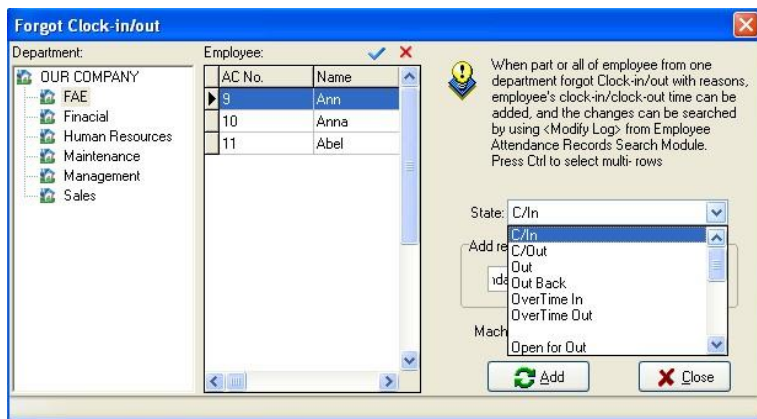 Forgot Clock-in/out
Department:
OUR COMPANY
FAE
Finacial
Human Resources
Maintenance
Management
Sales
Employee:
AC No. Name
9 Ann
10 Anna
11 Abel
When part or all of employee from one
department forgot Clock-in/out with reasons,
employee's clock-in/clock-out time can be
added, and the changes can be searched
by using <Modify Log> from Employee
Attendance Records Search Module.
Press Ctrl to select multi- rows
State: C/In
C/In
C/Out
Out
Out Back
OverTime In
OverTime Out
Open for Out
Add re
Mach
Add
Close